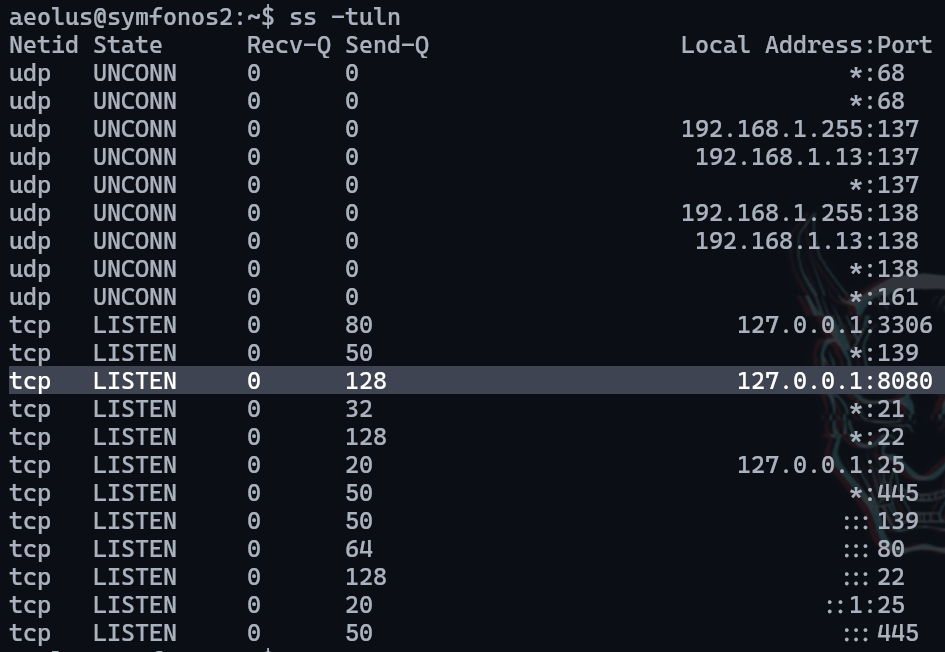 aeolus@symfonos2:~$ ss -tuln
Netid State Recv-Q Send-Q Local Address:Port
udp UNCONN 0 0 *:68
udp UNCONN 0 0 *:68
udp UNCONN 0 0 192.168.1.255:137
udp UNCONN 0 0 192.168.1.13:137
udp UNCONN 0 0 *:137
udp UNCONN 0 0 192.168.1.255:138
udp UNCONN 0 0 192.168.1.13:138
udp UNCONN 0 0 *:138
udp UNCONN 0 0 *:161
tcp LISTEN 0 80 127.0.0.1:3306
tcp LISTEN 0 50 *:139
tcp LISTEN 0 128 127.0.0.1:8080
tcp LISTEN 0 32 *:21
tcp LISTEN 0 128 *:22
tcp LISTEN 0 20 127.0.0.1:25
tcp LISTEN 0 50 *:445
tcp LISTEN 0 50 :::139
tcp LISTEN 0 64 :::80
tcp LISTEN 0 128 :::22
tcp LISTEN 0 20 ::1:25
tcp LISTEN 0 50 :::445